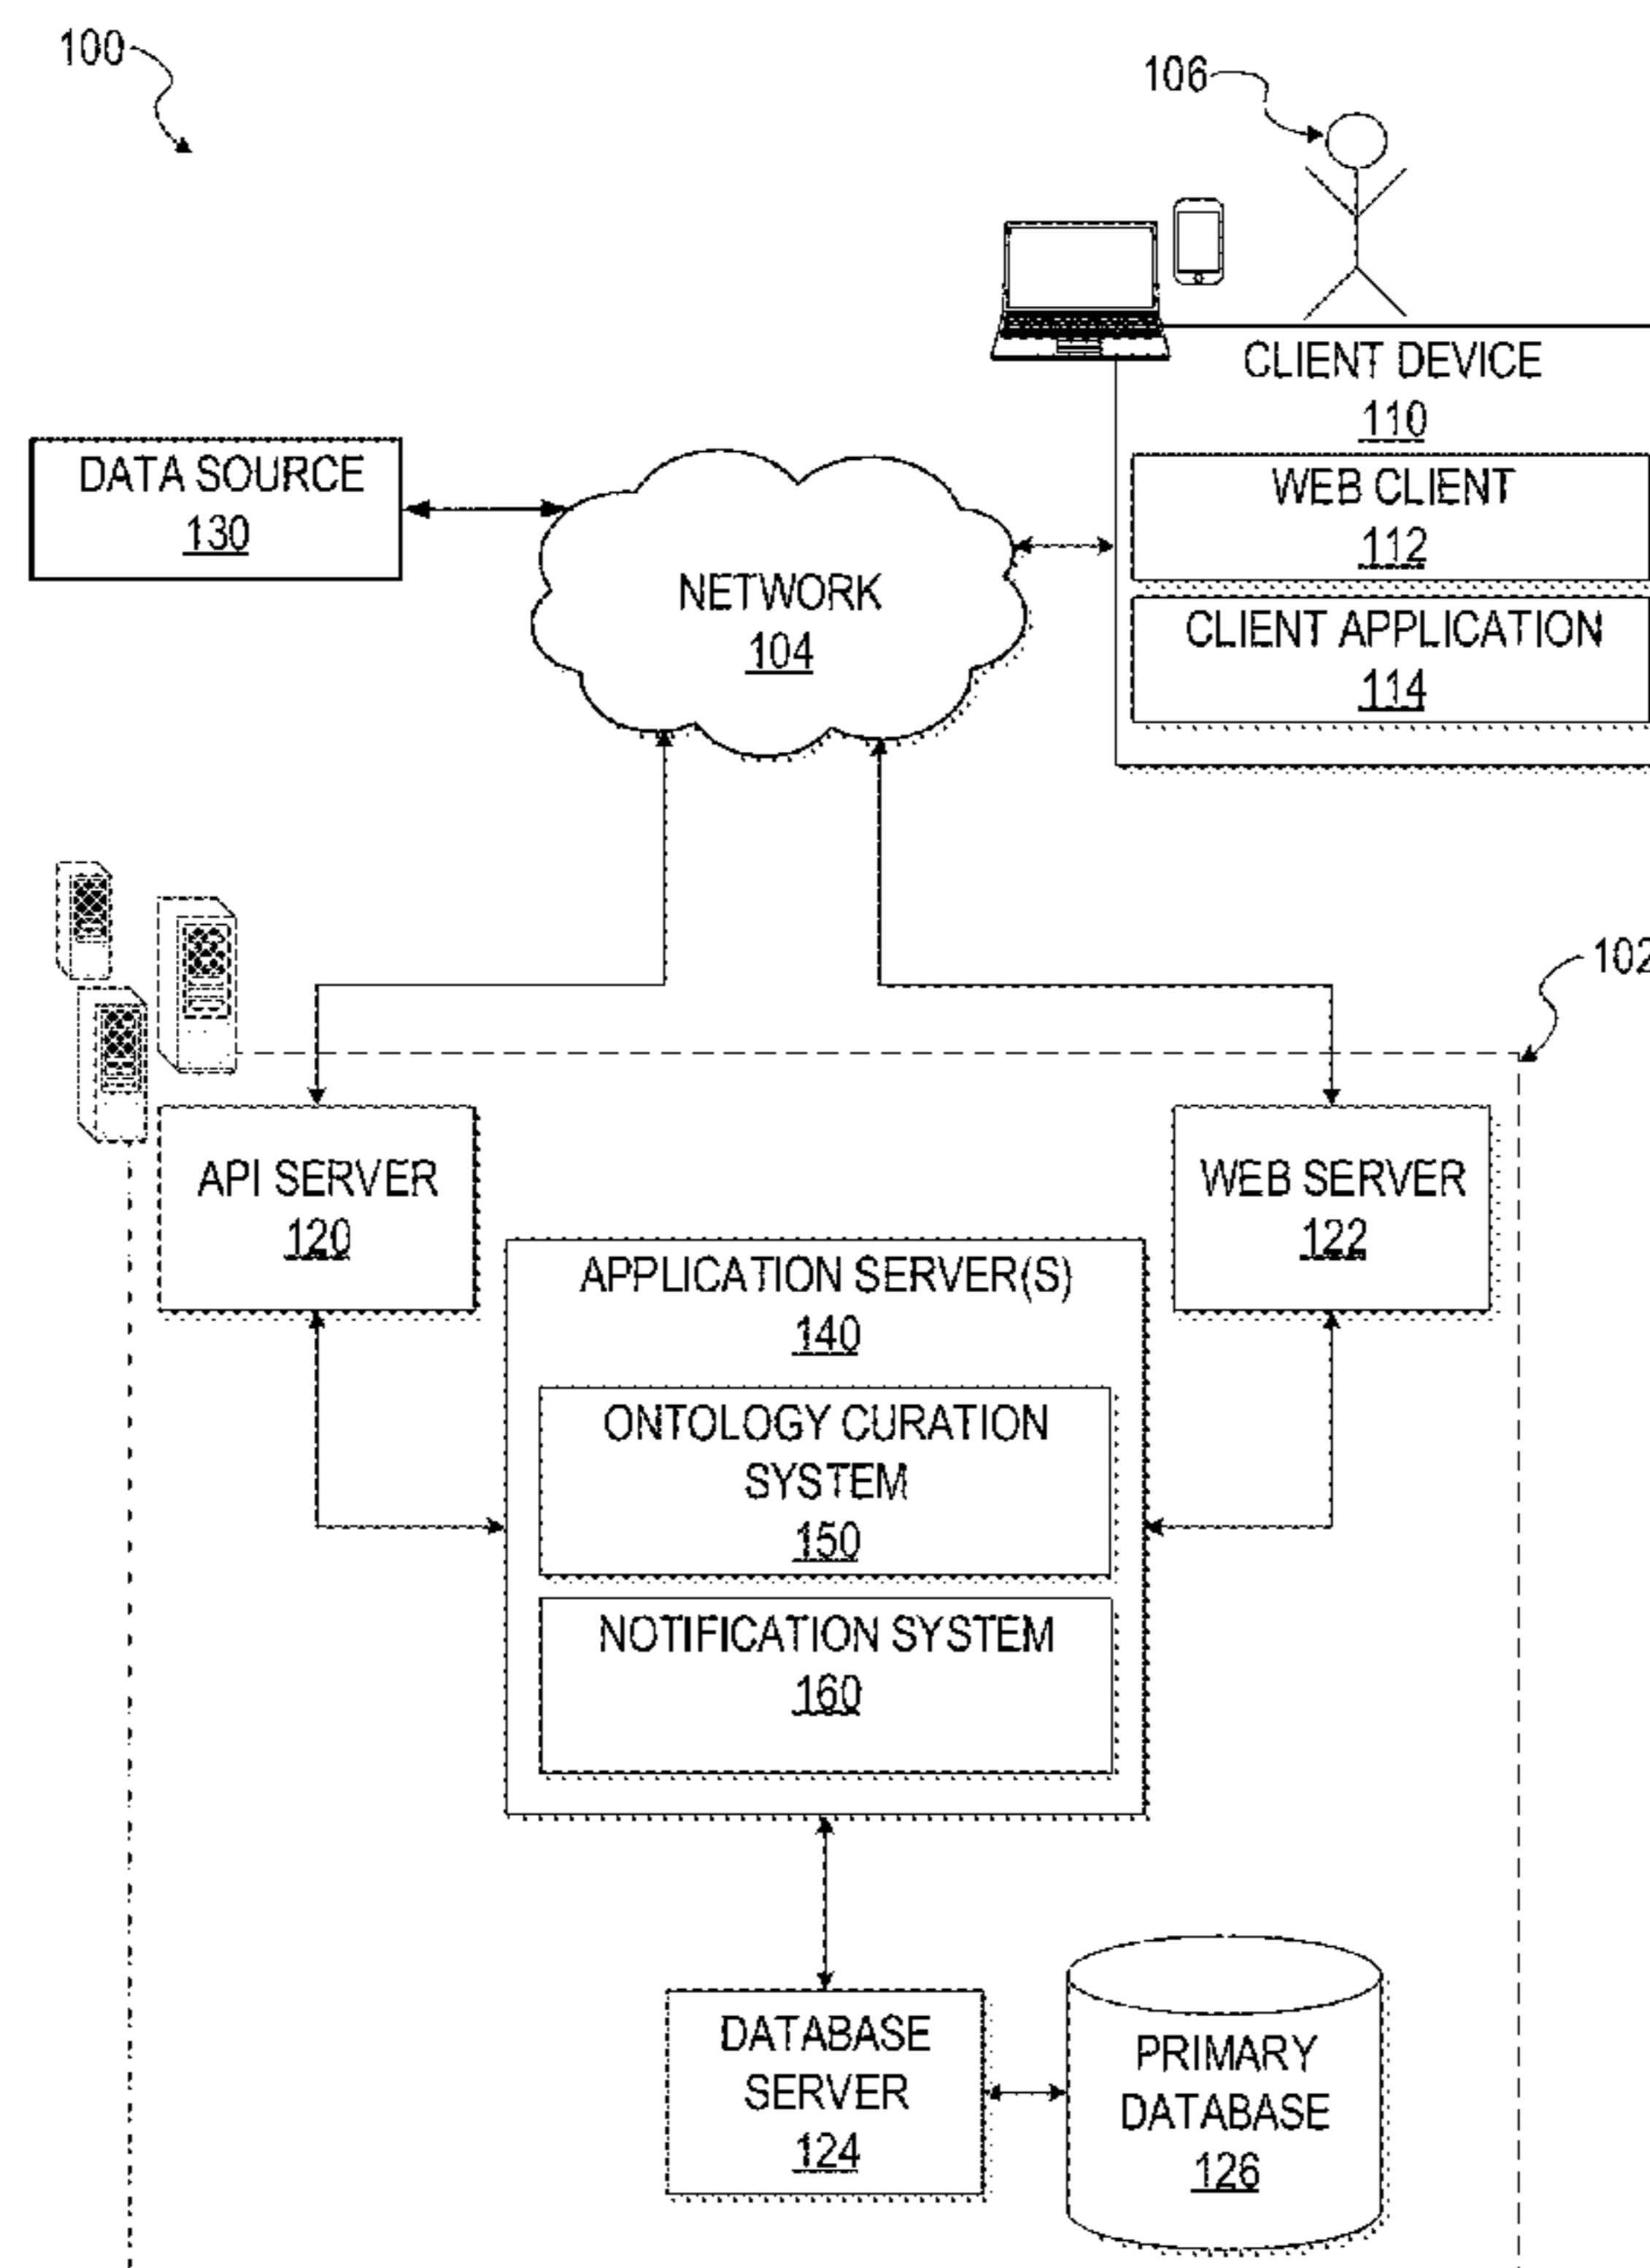 100
106
CLIENT DEVICE
110
DATA SOURCE
130
WEB CLIENT
112
NETWORK
104
CLIENT APPLICATION
114
102
API SERVER
120
WEB SERVER
122
APPLICATION SERVER(S)
140
ONTOLOGY CURATION
SYSTEM
150
NOTIFICATION SYSTEM
160
DATABASE
SERVER
124
PRIMARY
DATABASE
126